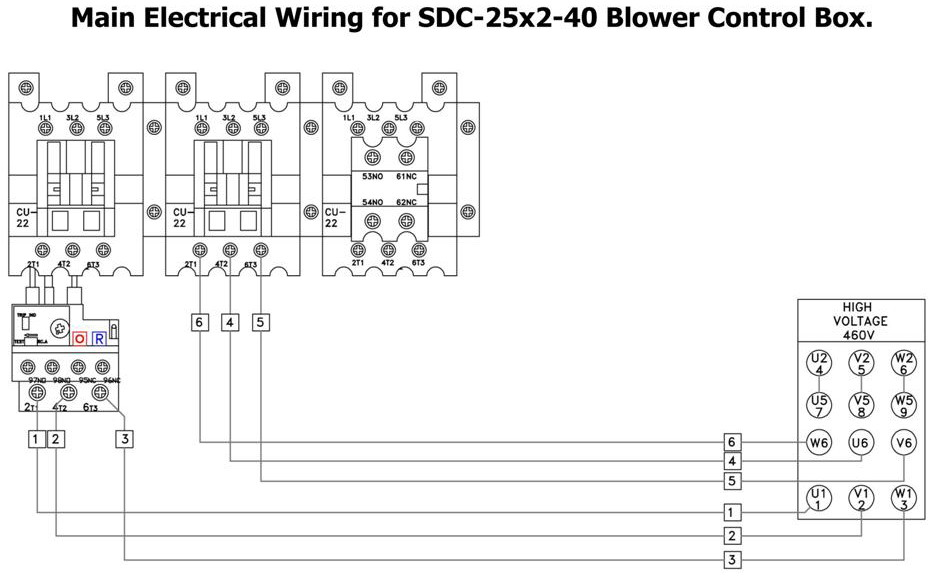 Main Electrical Wiring for SDC-25x2-40 Blower Control Box.
1L1 3L2 5L3
1L1 3L2 5L3
1L1 3L2 5L3
53NO 61NC
54NO 62NC
CU-
22
CU-
22
CU-
22
2T1 4T2 6T3
2T1 4T2 6T3
2T1 4T2 6T3
TEST
O R
97NO 98NO 95NC 96NC
2T1 4T2 6T3
1 2 3
6 4 5
HIGH
VOLTAGE
460V
U2 V2 W2
4 5 6
U5 V5 W5
7 8 9
W6 U6 V6
U1 V1 W1
1 2 3
6
4
5
1
2
3